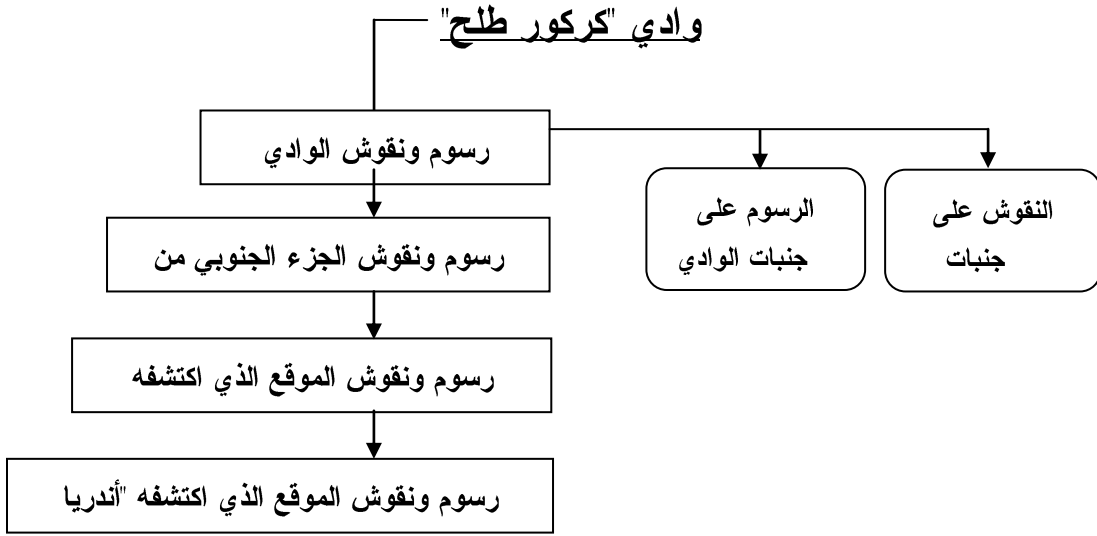 وادي "كركور طلح"
رسوم ونقوش الوادي
النقوش على
جنبات
الرسوم على
جنبات الوادي
رسوم ونقوش الجزء الجنوبي من
رسوم ونقوش الموقع الذي اكتشفه
رسوم ونقوش الموقع الذي اكتشفه "أندريا